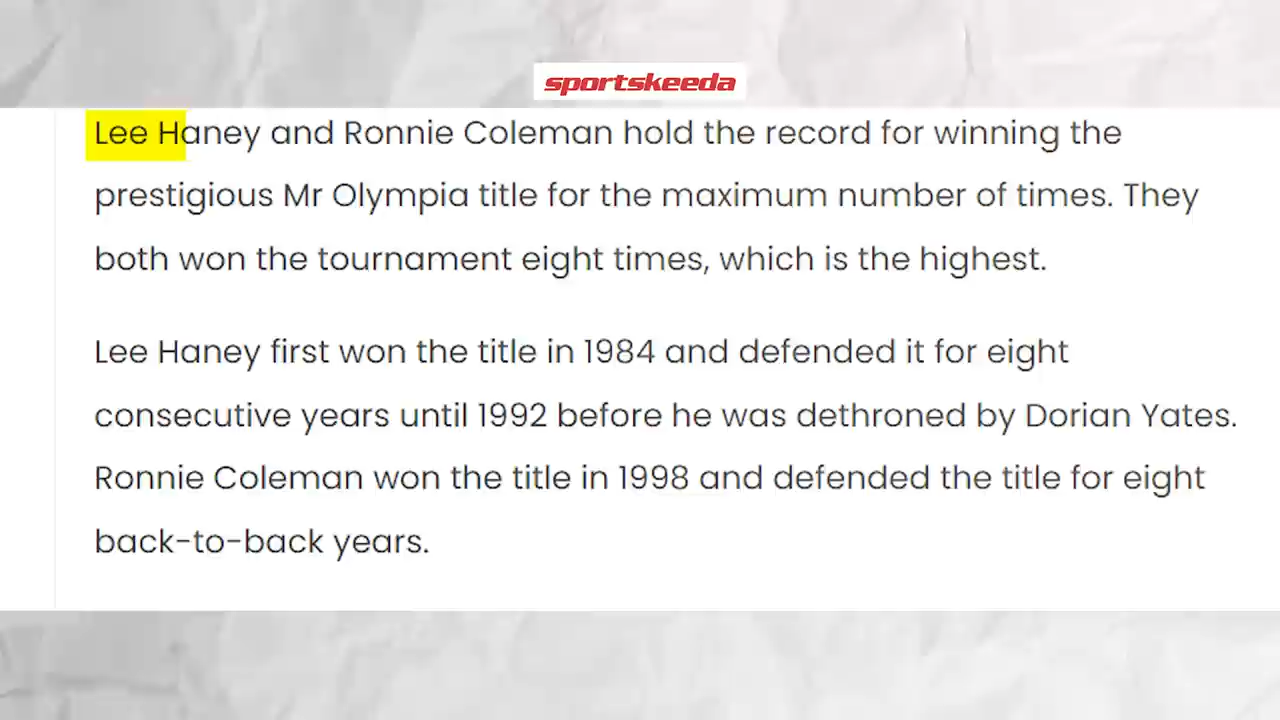 sportskeeda
Lee Haney and Ronnie Coleman hold the record for winning the
prestigious Mr Olympia title for the maximum number of times. They
both won the tournament eight times, which is the highest.
Lee Haney first won the title in 1984 and defended it for eight
consecutive years until 1992 before he was dethroned by Dorian Yates.
Ronnie Coleman won the title in 1998 and defended the title for eight
back-to-back years.